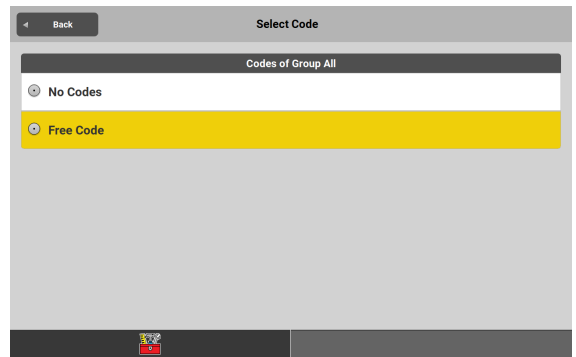 Back
Select Code
Codes of Group All
No Codes
Free Code